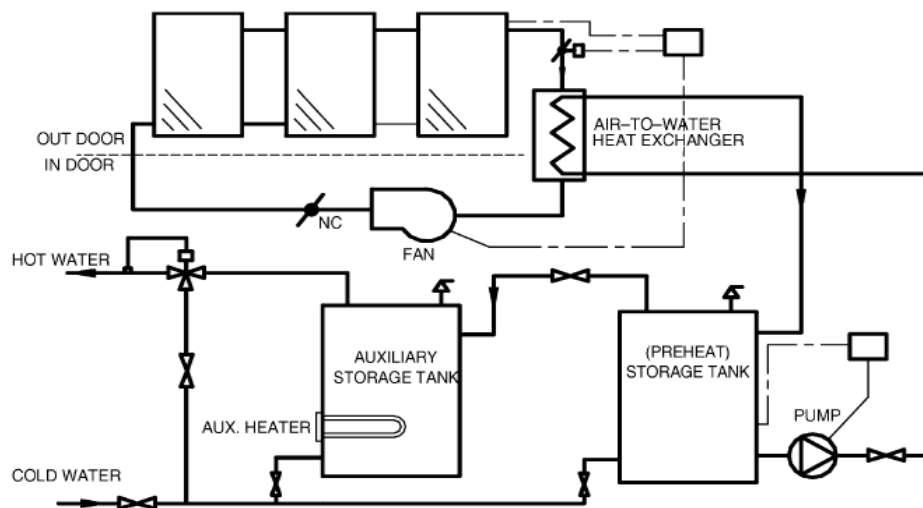 OUT DOOR
IN DOOR
AIR–TO–WATER
HEAT EXCHANGER
NC
FAN
HOT WATER
AUXILIARY
STORAGE TANK
(PREHEAT)
STORAGE TANK
AUX. HEATER
PUMP
COLD WATER